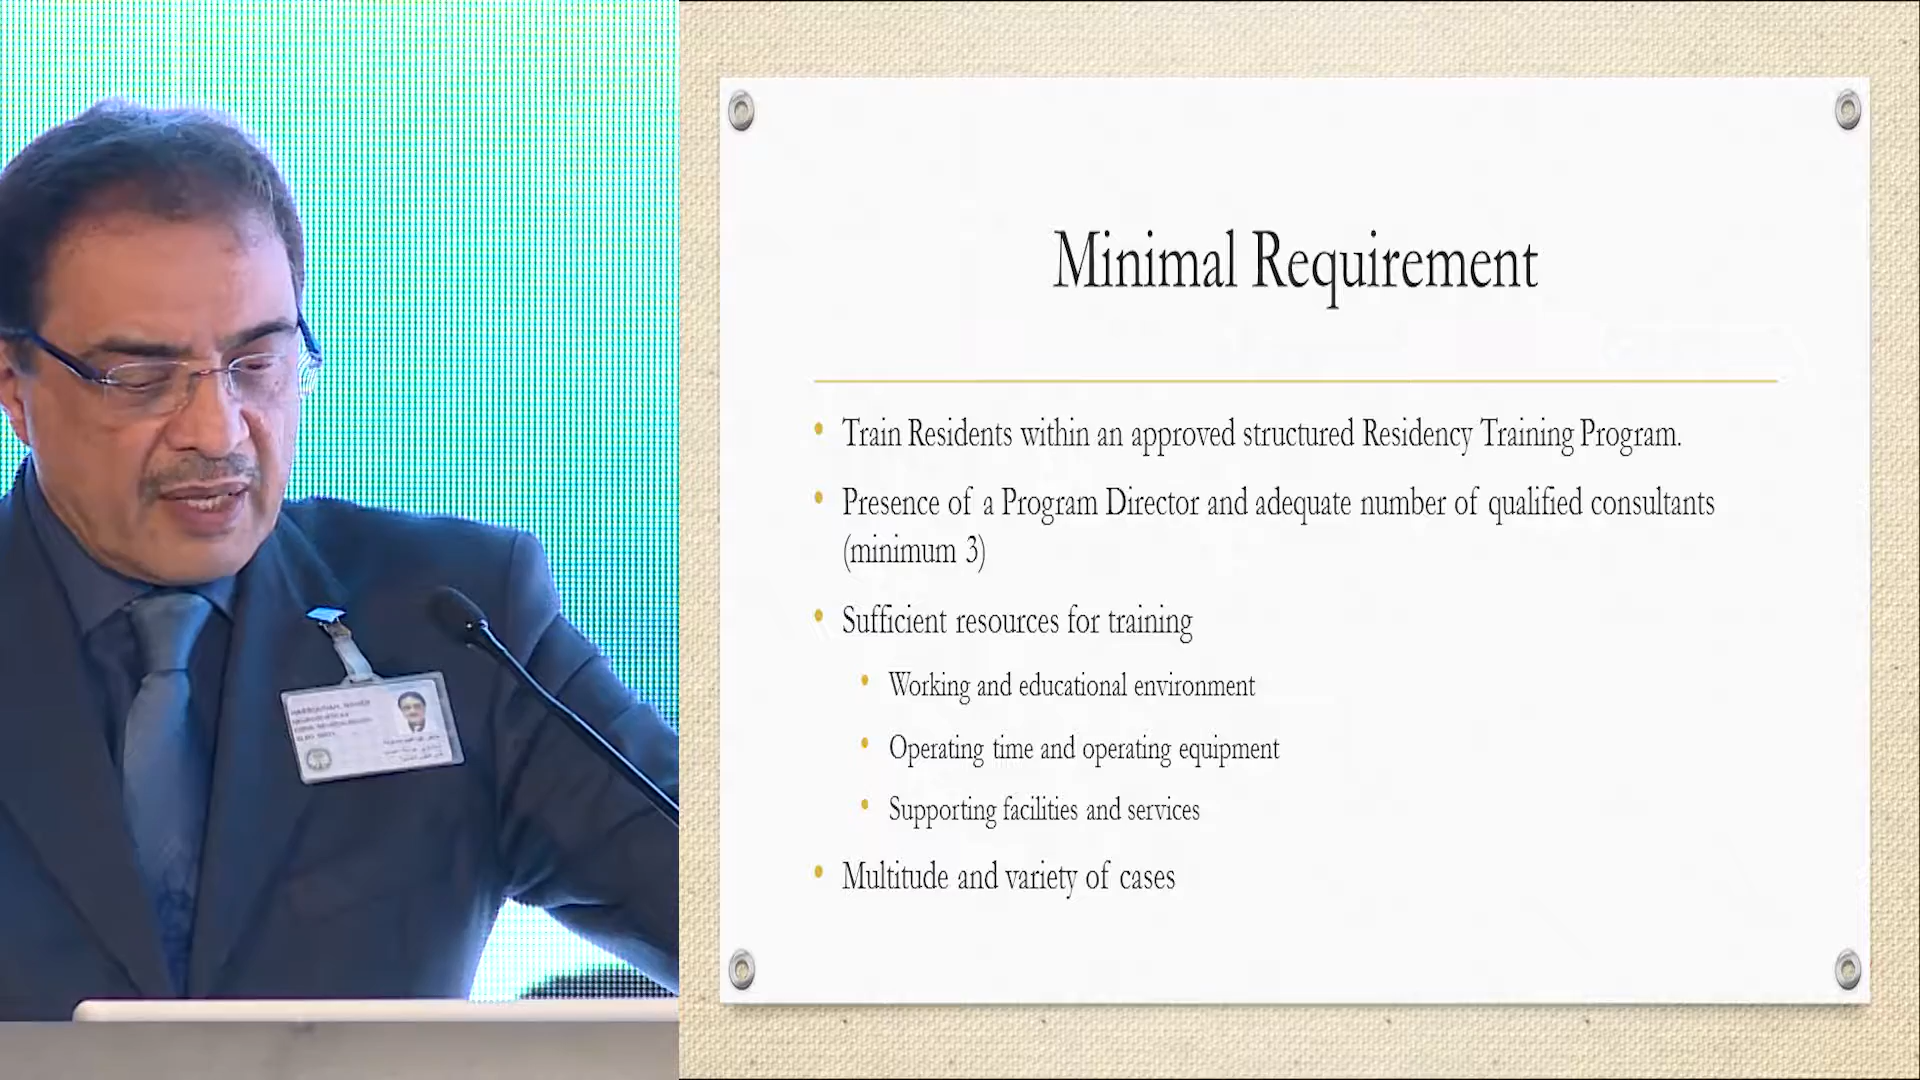 Minimal Requirement
• Train Residents within an approved structured Residency Training Program.
• Presence of a Program Director and adequate number of qualified consultants
(minimum 3)
• Sufficient resources for training
• Working and educational environment
• Operating time and operating equipment
• Supporting facilities and services
• Multitude and variety of cases